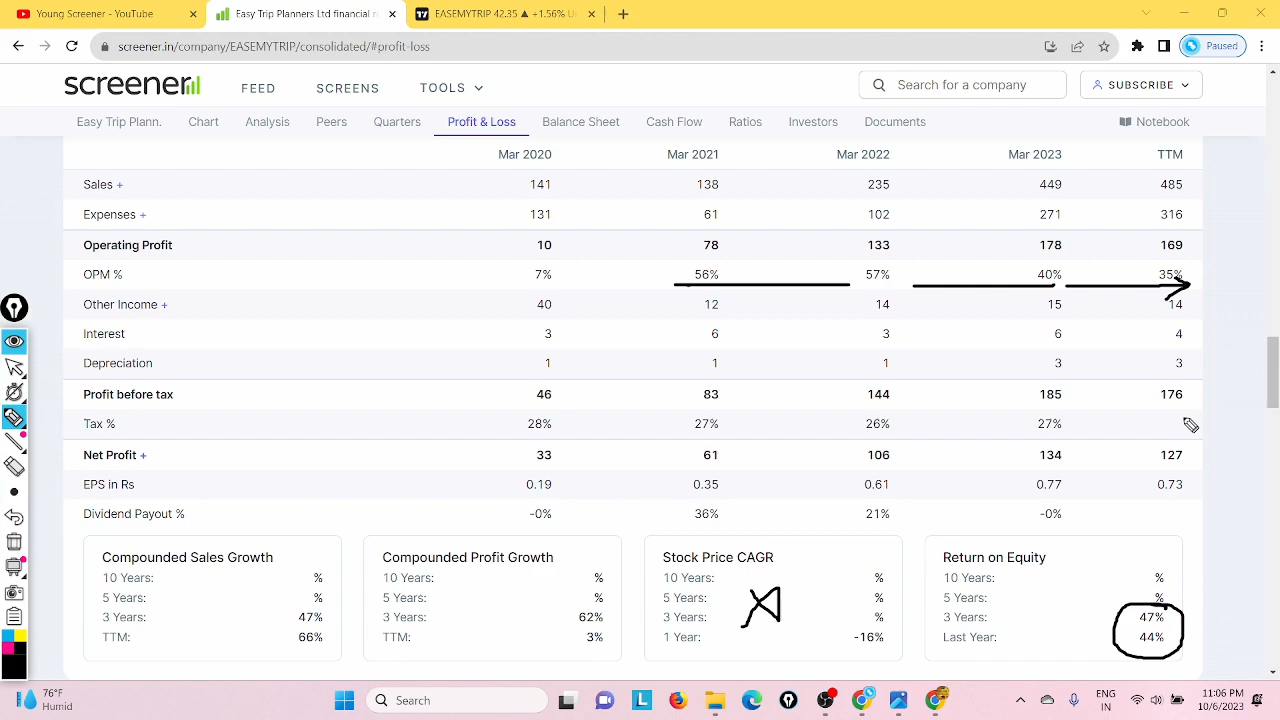 Young Screener - YouTube
Easy Trip Planners Ltd financial r
EASEMYTRIP 42.35 ▲ +1.56% U
screener.in/company/EASEMYTRIP/consolidated/#profit-loss
Paused
screener
FEED SCREENS TOOLS
Search for a company
SUBSCRIBE
Easy Trip Plann. Chart Analysis Peers Quarters Profit & Loss Balance Sheet Cash Flow Ratios Investors Documents Notebook
Mar 2020 Mar 2021 Mar 2022 Mar 2023 TTM
Sales + 141 138 235 449 485
Expenses + 131 61 102 271 316
Operating Profit 10 78 133 178 169
OPM % 7% 56% 57% 40% 35%
Other Income + 40 12 14 15 14
Interest 3 6 3 6 4
Depreciation 1 1 1 3 3
Profit before tax 46 83 144 185 176
Tax % 28% 27% 26% 27%
Net Profit + 33 61 106 134 127
EPS in Rs 0.19 0.35 0.61 0.77 0.73
Dividend Payout % -0% 36% 21% -0%
Compounded Sales Growth
10 Years: %
5 Years: %
3 Years: 47%
TTM: 66%
Compounded Profit Growth
10 Years: %
5 Years: %
3 Years: 62%
TTM: 3%
Stock Price CAGR
10 Years: %
5 Years: %
3 Years: %
1 Year: -16%
Return on Equity
10 Years: %
5 Years: %
3 Years: 47%
Last Year: 44%
76°F
Humid
Search
ENG
IN
11:06 PM
10/6/2023